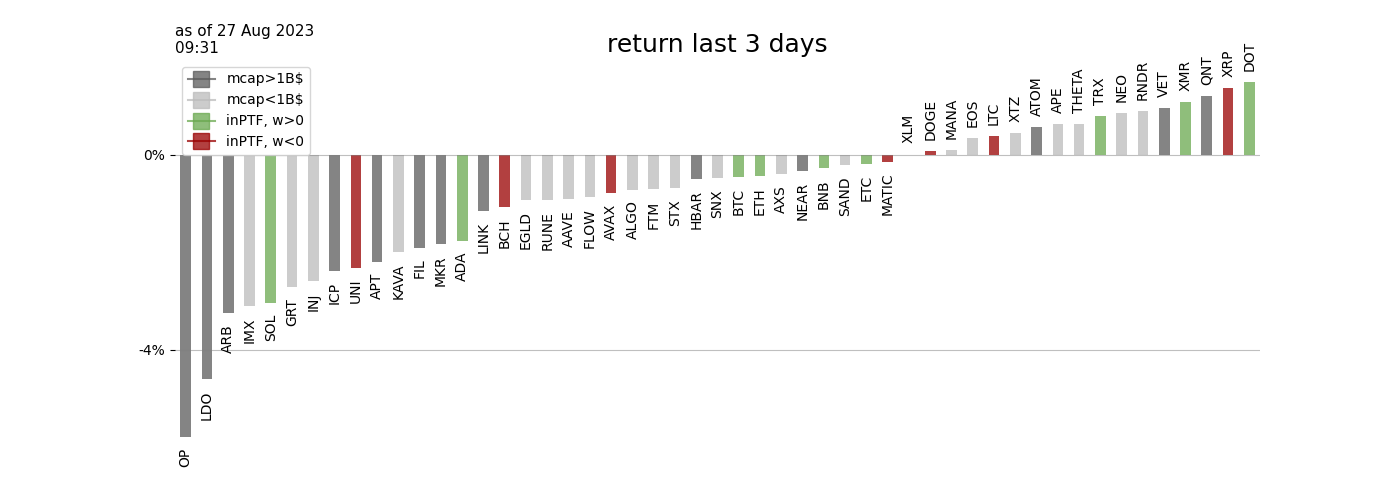 as of 27 Aug 2023
09:31
return last 3 days
mcap>1B$
mcap<1B$
inPTF, w>0
inPTF, w<0
0%
-4%
OP
LDO
ARB
IMX
SOL
GRT
INJ
ICP
UNI
APT
KAVA
FIL
MKR
ADA
LINK
BCH
EGLD
RUNE
AAVE
FLOW
AVAX
ALGO
FTM
STX
HBAR
SNX
BTC
ETH
AXS
NEAR
BNB
SAND
ETC
MATIC
XLM
DOGE
MANA
EOS
LTC
XTZ
ATOM
APE
THETA
TRX
NEO
RNDR
VET
XMR
QNT
XRP
DOT